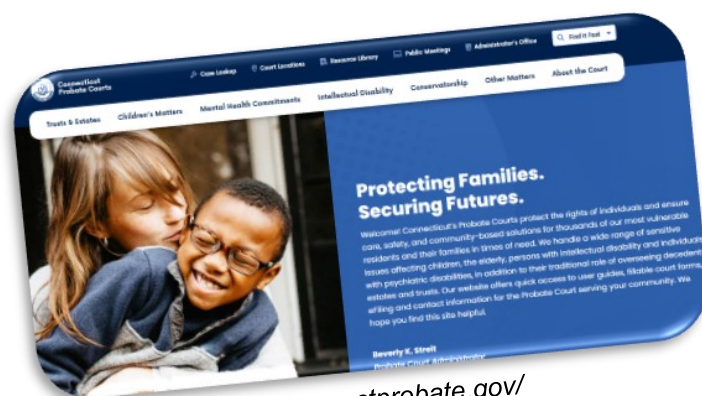 Connecticut
Probate Courts
Case Lookup
Court Locations
Resource Library
Public Meetings
Administrator's Office
Find It Fast
Trusts & Estates
Children's Matters
Mental Health Commitments
Intellectual Disability
Conservatorship
Other Matters
About the Court
Protecting Families.
Securing Futures.
Welcome! Connecticut's Probate Courts protect the rights of individuals and ensure
care, safety, and community-based solutions for thousands of our most vulnerable
residents and their families in times of need. We handle a wide range of sensitive
issues affecting children, the elderly, persons with intellectual disability and individuals
with psychiatric disabilities, in addition to their traditional role of overseeing decedent
estates and trusts. Our website offers quick access to user guides, fillable court forms,
eFiling and contact information for the Probate Court serving your community. We
hope you find this site helpful.
Beverly K. Streit
Probate Court Administrator
ctprobate.gov/